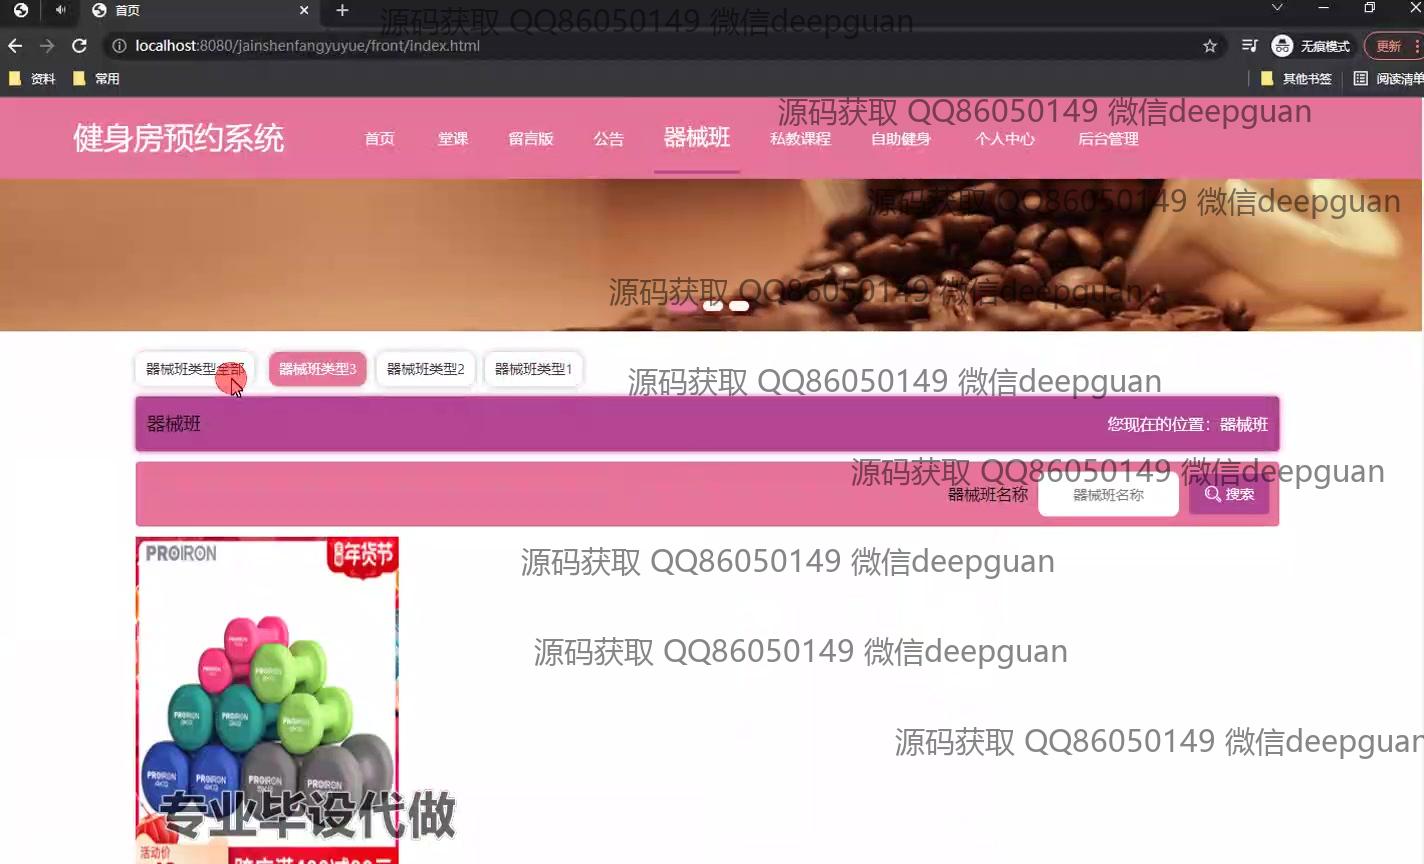 首页
源码获取 QQ86050149 微信deepguan
localhost:8080/jainshenfangyuyue/front/index.html
无痕模式
更新
资料
常用
其他书签
阅读清单
源码获取 QQ86050149 微信deepguan
健身房预约系统
首页
堂课
留言版
公告
器械班
私教课程
自助健身
个人中心
后台管理
源码获取 QQ86050149 微信deepguan
源码获取 QQ86050149 微信deepguan
器械班类型全部
器械班类型3
器械班类型2
器械班类型1
源码获取 QQ86050149 微信deepguan
器械班
您现在的位置：器械班
源码获取 QQ86050149 微信deepguan
器械班名称
器械班名称
搜索
PROIRON
年货节
源码获取 QQ86050149 微信deepguan
源码获取 QQ86050149 微信deepguan
源码获取 QQ86050149 微信deepguan
PROIRON
PROIRON
PROIRON
PROIRON
PROIRON
PROIRON
PROIRON
专业毕设代做
活动价